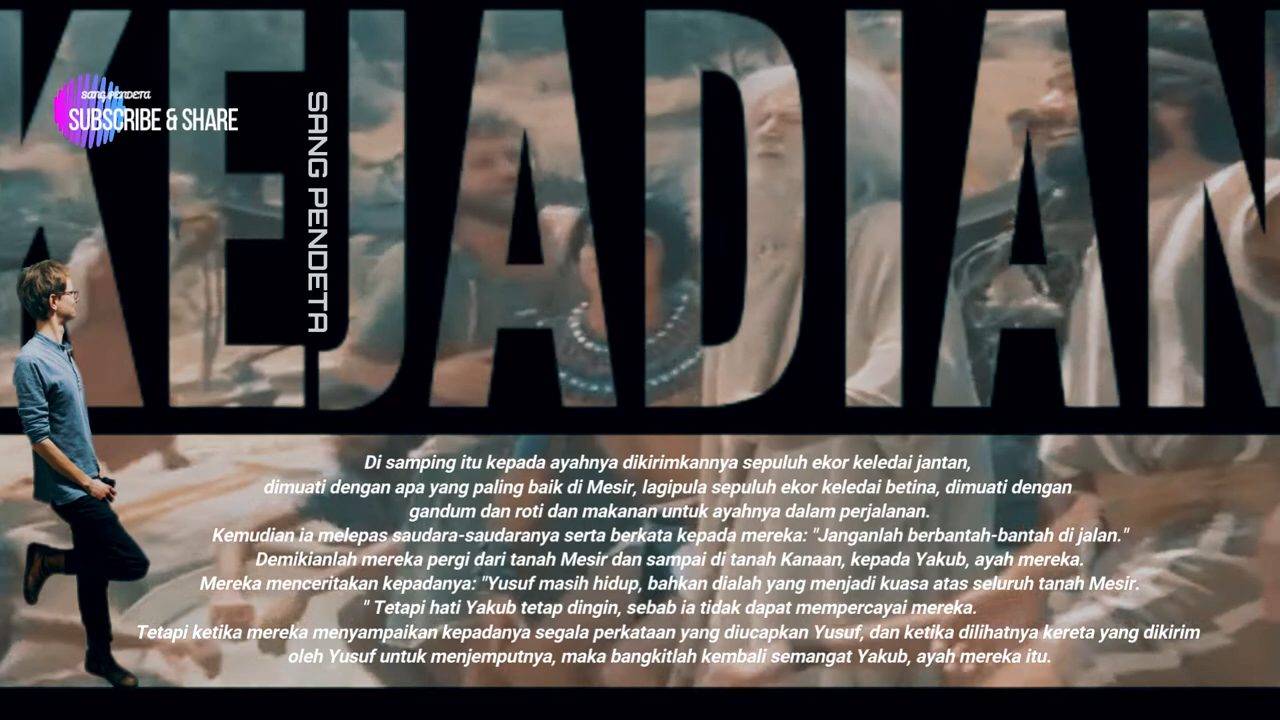 KEJADIAN
sang pendeta
SUBSCRIBE & SHARE
SANG PENDETA
Di samping itu kepada ayahnya dikirimkannya sepuluh ekor keledai jantan,
dimuati dengan apa yang paling baik di Mesir, lagipula sepuluh ekor keledai betina, dimuati dengan
gandum dan roti dan makanan untuk ayahnya dalam perjalanan.
Kemudian ia melepas saudara-saudaranya serta berkata kepada mereka: "Janganlah berbantah-bantah di jalan."
Demikianlah mereka pergi dari tanah Mesir dan sampai di tanah Kanaan, kepada Yakub, ayah mereka.
Mereka menceritakan kepadanya: "Yusuf masih hidup, bahkan dialah yang menjadi kuasa atas seluruh tanah Mesir.
" Tetapi hati Yakub tetap dingin, sebab ia tidak dapat mempercayai mereka.
Tetapi ketika mereka menyampaikan kepadanya segala perkataan yang diucapkan Yusuf, dan ketika dilihatnya kereta yang dikirim
oleh Yusuf untuk menjemputnya, maka bangkitlah kembali semangat Yakub, ayah mereka itu.